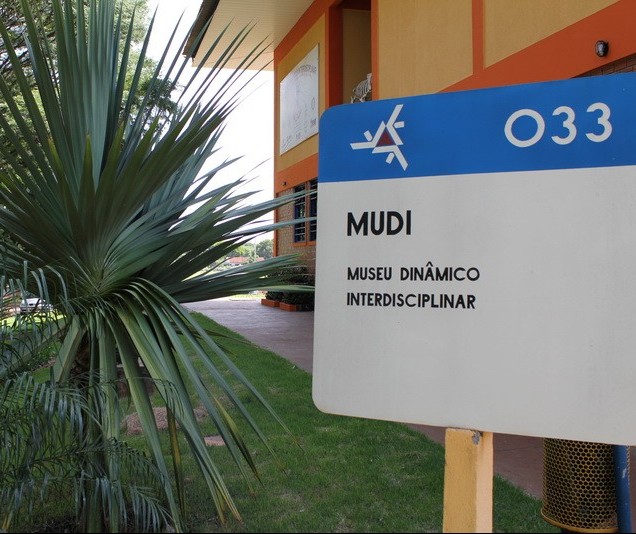 033
MUDI
MUSEU DINÂMICO
INTERDISCIPLINAR